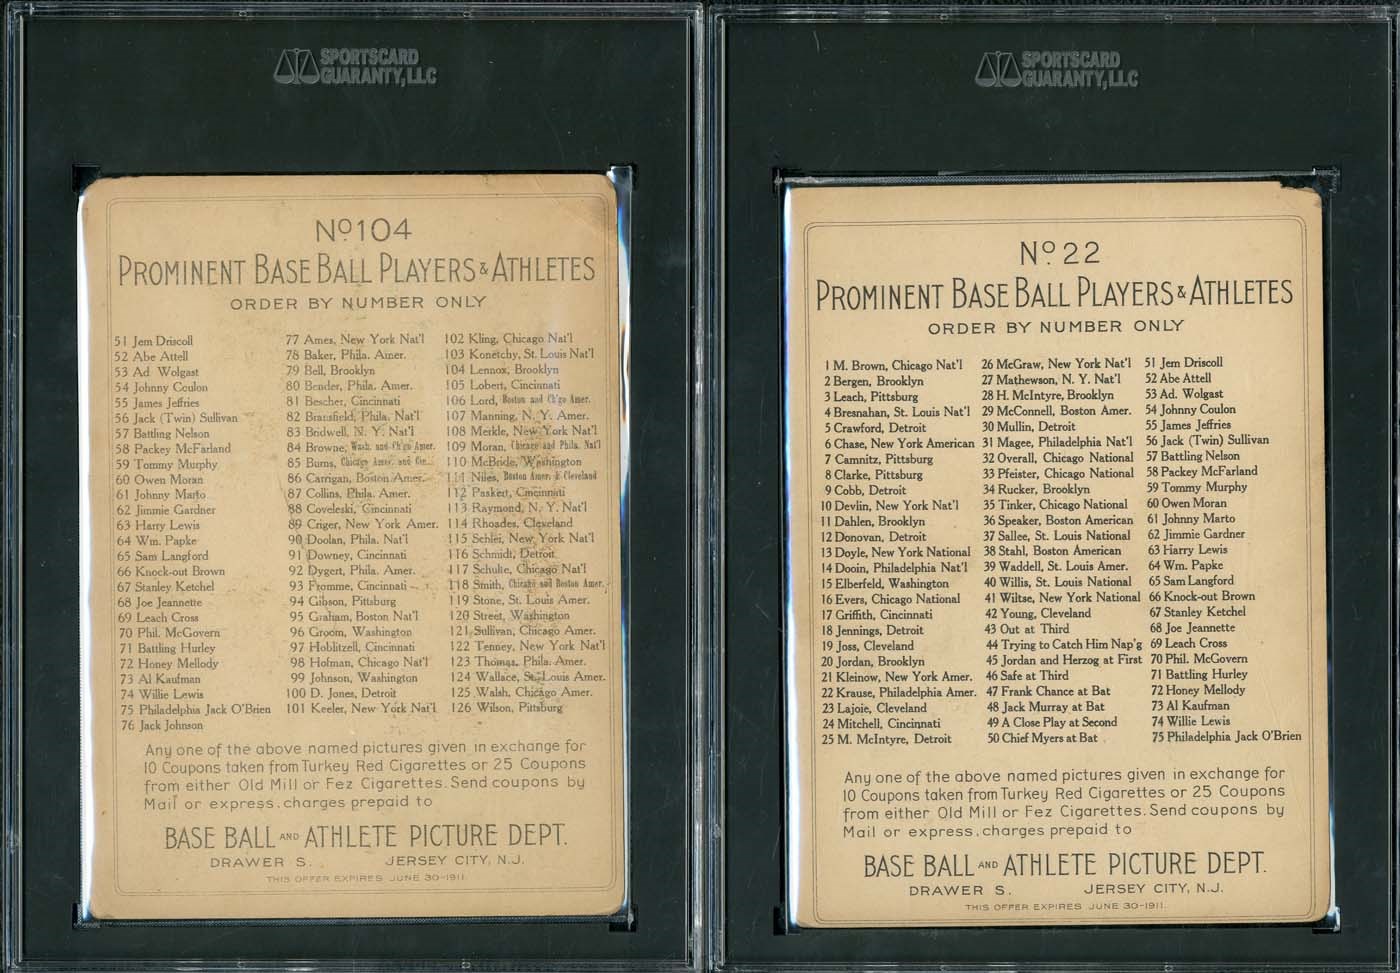 SPORTSCARD
GUARANTY, LLC
No 104
PROMINENT BASE BALL PLAYERS & ATHLETES
ORDER BY NUMBER ONLY
51 Jem Driscoll
52 Abe Attell
53 Ad Wolgast
54 Johnny Coulon
55 James Jeffries
56 Jack (Twin) Sullivan
57 Battling Nelson
58 Packey McFarland
59 Tommy Murphy
60 Owen Moran
61 Johnny Marto
62 Jimmie Gardner
63 Harry Lewis
64 Wm. Papke
65 Sam Langford
66 Knock-out Brown
67 Stanley Ketchel
68 Joe Jeannette
69 Leach Cross
70 Phil. McGovern
71 Battling Hurley
72 Honey Mellody
73 Al Kaufman
74 Willie Lewis
75 Philadelphia Jack O'Brien
76 Jack Johnson
77 Ames, New York Nat'l
78 Baker, Phila. Amer.
79 Bell, Brooklyn
80 Bender, Phila. Amer.
81 Bescher, Cincinnati
82 Bransfield, Phila. Nat'l
83 Bridwell, N. Y. Nat'l
84 Browne, Wash. and Ch'go Amer.
85 Burns, Chicago Amer. and Cin.
86 Carrigan, Boston Amer.
87 Collins, Phila. Amer.
88 Coveleski, Cincinnati
89 Criger, New York Amer.
90 Doolan, Phila. Nat'l
91 Downey, Cincinnati
92 Dygert, Phila. Amer.
93 Fromme, Cincinnati
94 Gibson, Pittsburg
95 Graham, Boston Nat'l
96 Groom, Washington
97 Hoblitzell, Cincinnati
98 Hofman, Chicago Nat'l
99 Johnson, Washington
100 D. Jones, Detroit
101 Keeler, New York Nat'l
102 Kling, Chicago Nat'l
103 Konetchy, St. Louis Nat'l
104 Lennox, Brooklyn
105 Lobert, Cincinnati
106 Lord, Boston and Ch'go Amer.
107 Manning, N. Y. Amer.
108 Merkle, New York Nat'l
109 Moran, Chicago and Phila. Nat'l
110 McBride, Washington
111 Niles, Boston Amer. & Cleveland
112 Paskert, Cincinnati
113 Raymond, N. Y. Nat'l
114 Rhoades, Cleveland
115 Schlei, New York Nat'l
116 Schmidt, Detroit
117 Schulte, Chicago Nat'l
118 Smith, Chicago and Boston Amer.
119 Stone, St. Louis Amer.
120 Street, Washington
121 Sullivan, Chicago Amer.
122 Tenney, New York Nat'l
123 Thomas, Phila. Amer.
124 Wallace, St. Louis Amer.
125 Walsh, Chicago Amer.
126 Wilson, Pittsburg
Any one of the above named pictures given in exchange for
10 Coupons taken from Turkey Red Cigarettes or 25 Coupons
from either Old Mill or Fez Cigarettes. Send coupons by
Mail or express, charges prepaid to
BASE BALL AND ATHLETE PICTURE DEPT.
DRAWER S. JERSEY CITY, N.J.
THIS OFFER EXPIRES JUNE 30-1911.
SPORTSCARD
GUARANTY, LLC
No. 22
PROMINENT BASE BALL PLAYERS & ATHLETES
ORDER BY NUMBER ONLY
1 M. Brown, Chicago Nat'l
2 Bergen, Brooklyn
3 Leach, Pittsburg
4 Bresnahan, St. Louis Nat'l
5 Crawford, Detroit
6 Chase, New York American
7 Camnitz, Pittsburg
8 Clarke, Pittsburg
9 Cobb, Detroit
10 Devlin, New York Nat'l
11 Dahlen, Brooklyn
12 Donovan, Detroit
13 Doyle, New York National
14 Dooin, Philadelphia Nat'l
15 Elberfeld, Washington
16 Evers, Chicago National
17 Griffith, Cincinnati
18 Jennings, Detroit
19 Joss, Cleveland
20 Jordan, Brooklyn
21 Kleinow, New York Amer.
22 Krause, Philadelphia Amer.
23 Lajoie, Cleveland
24 Mitchell, Cincinnati
25 M. McIntyre, Detroit
26 McGraw, New York Nat'l
27 Mathewson, N. Y. Nat'l
28 H. McIntyre, Brooklyn
29 McConnell, Boston Amer.
30 Mullin, Detroit
31 Magee, Philadelphia Nat'l
32 Overall, Chicago National
33 Pfeister, Chicago National
34 Rucker, Brooklyn
35 Tinker, Chicago National
36 Speaker, Boston American
37 Sallee, St. Louis National
38 Stahl, Boston American
39 Waddell, St. Louis Amer.
40 Willis, St. Louis National
41 Wiltse, New York National
42 Young, Cleveland
43 Out at Third
44 Trying to Catch Him Nap'g
45 Jordan and Herzog at First
46 Safe at Third
47 Frank Chance at Bat
48 Jack Murray at Bat
49 A Close Play at Second
50 Chief Myers at Bat
51 Jem Driscoll
52 Abe Attell
53 Ad. Wolgast
54 Johnny Coulon
55 James Jeffries
56 Jack (Twin) Sullivan
57 Battling Nelson
58 Packey McFarland
59 Tommy Murphy
60 Owen Moran
61 Johnny Marto
62 Jimmie Gardner
63 Harry Lewis
64 Wm. Papke
65 Sam Langford
66 Knock-out Brown
67 Stanley Ketchel
68 Joe Jeannette
69 Leach Cross
70 Phil. McGovern
71 Battling Hurley
72 Honey Mellody
73 Al Kaufman
74 Willie Lewis
75 Philadelphia Jack O'Brien
Any one of the above named pictures given in exchange for
10 Coupons taken from Turkey Red Cigarettes or 25 Coupons
from either Old Mill or Fez Cigarettes. Send coupons by
Mail or express, charges prepaid to
BASE BALL AND ATHLETE PICTURE DEPT.
DRAWER S. JERSEY CITY, N.J.
THIS OFFER EXPIRES JUNE 30-1911.